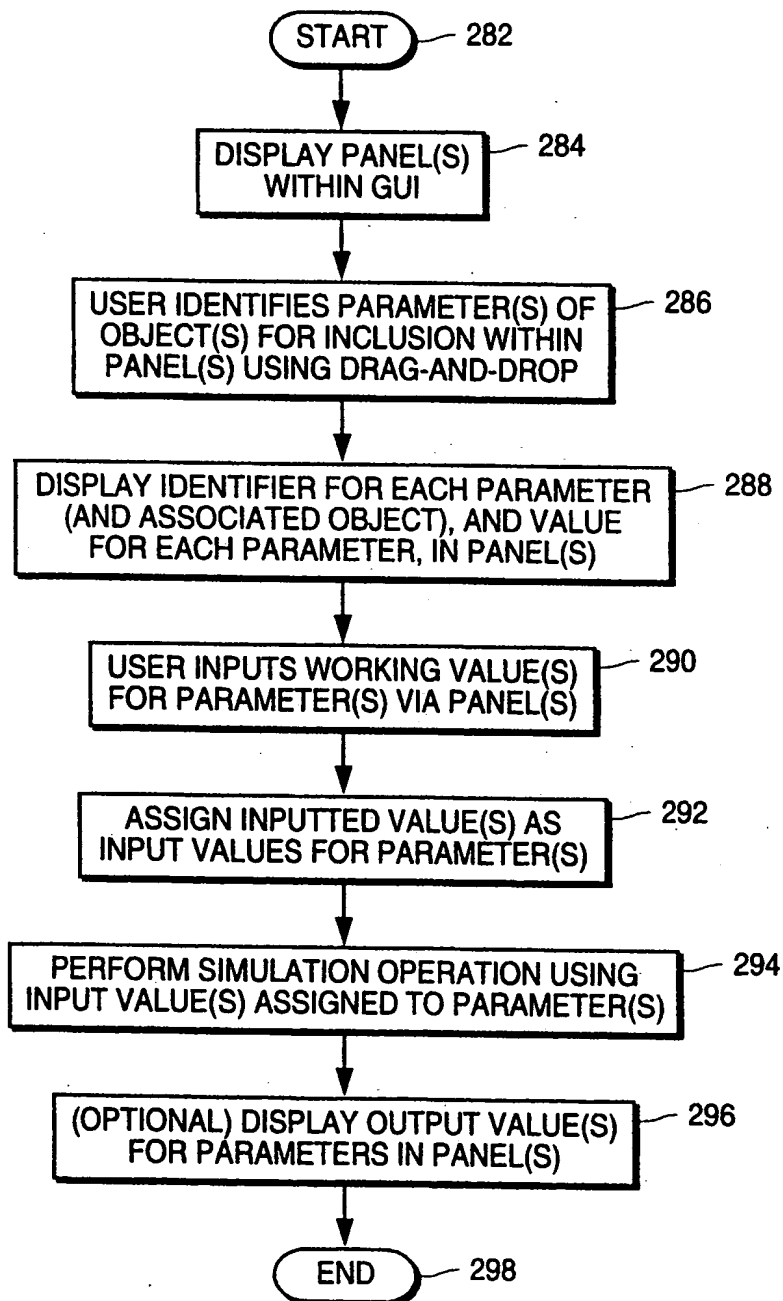 START
282
DISPLAY PANEL(S)
WITHIN GUI
284
USER IDENTIFIES PARAMETER(S) OF
OBJECT(S) FOR INCLUSION WITHIN
PANEL(S) USING DRAG-AND-DROP
286
DISPLAY IDENTIFIER FOR EACH PARAMETER
(AND ASSOCIATED OBJECT), AND VALUE
FOR EACH PARAMETER, IN PANEL(S)
288
USER INPUTS WORKING VALUE(S)
FOR PARAMETER(S) VIA PANEL(S)
290
ASSIGN INPUTTED VALUE(S) AS
INPUT VALUES FOR PARAMETER(S)
292
PERFORM SIMULATION OPERATION USING
INPUT VALUE(S) ASSIGNED TO PARAMETER(S)
294
(OPTIONAL) DISPLAY OUTPUT VALUE(S)
FOR PARAMETERS IN PANEL(S)
296
END
298